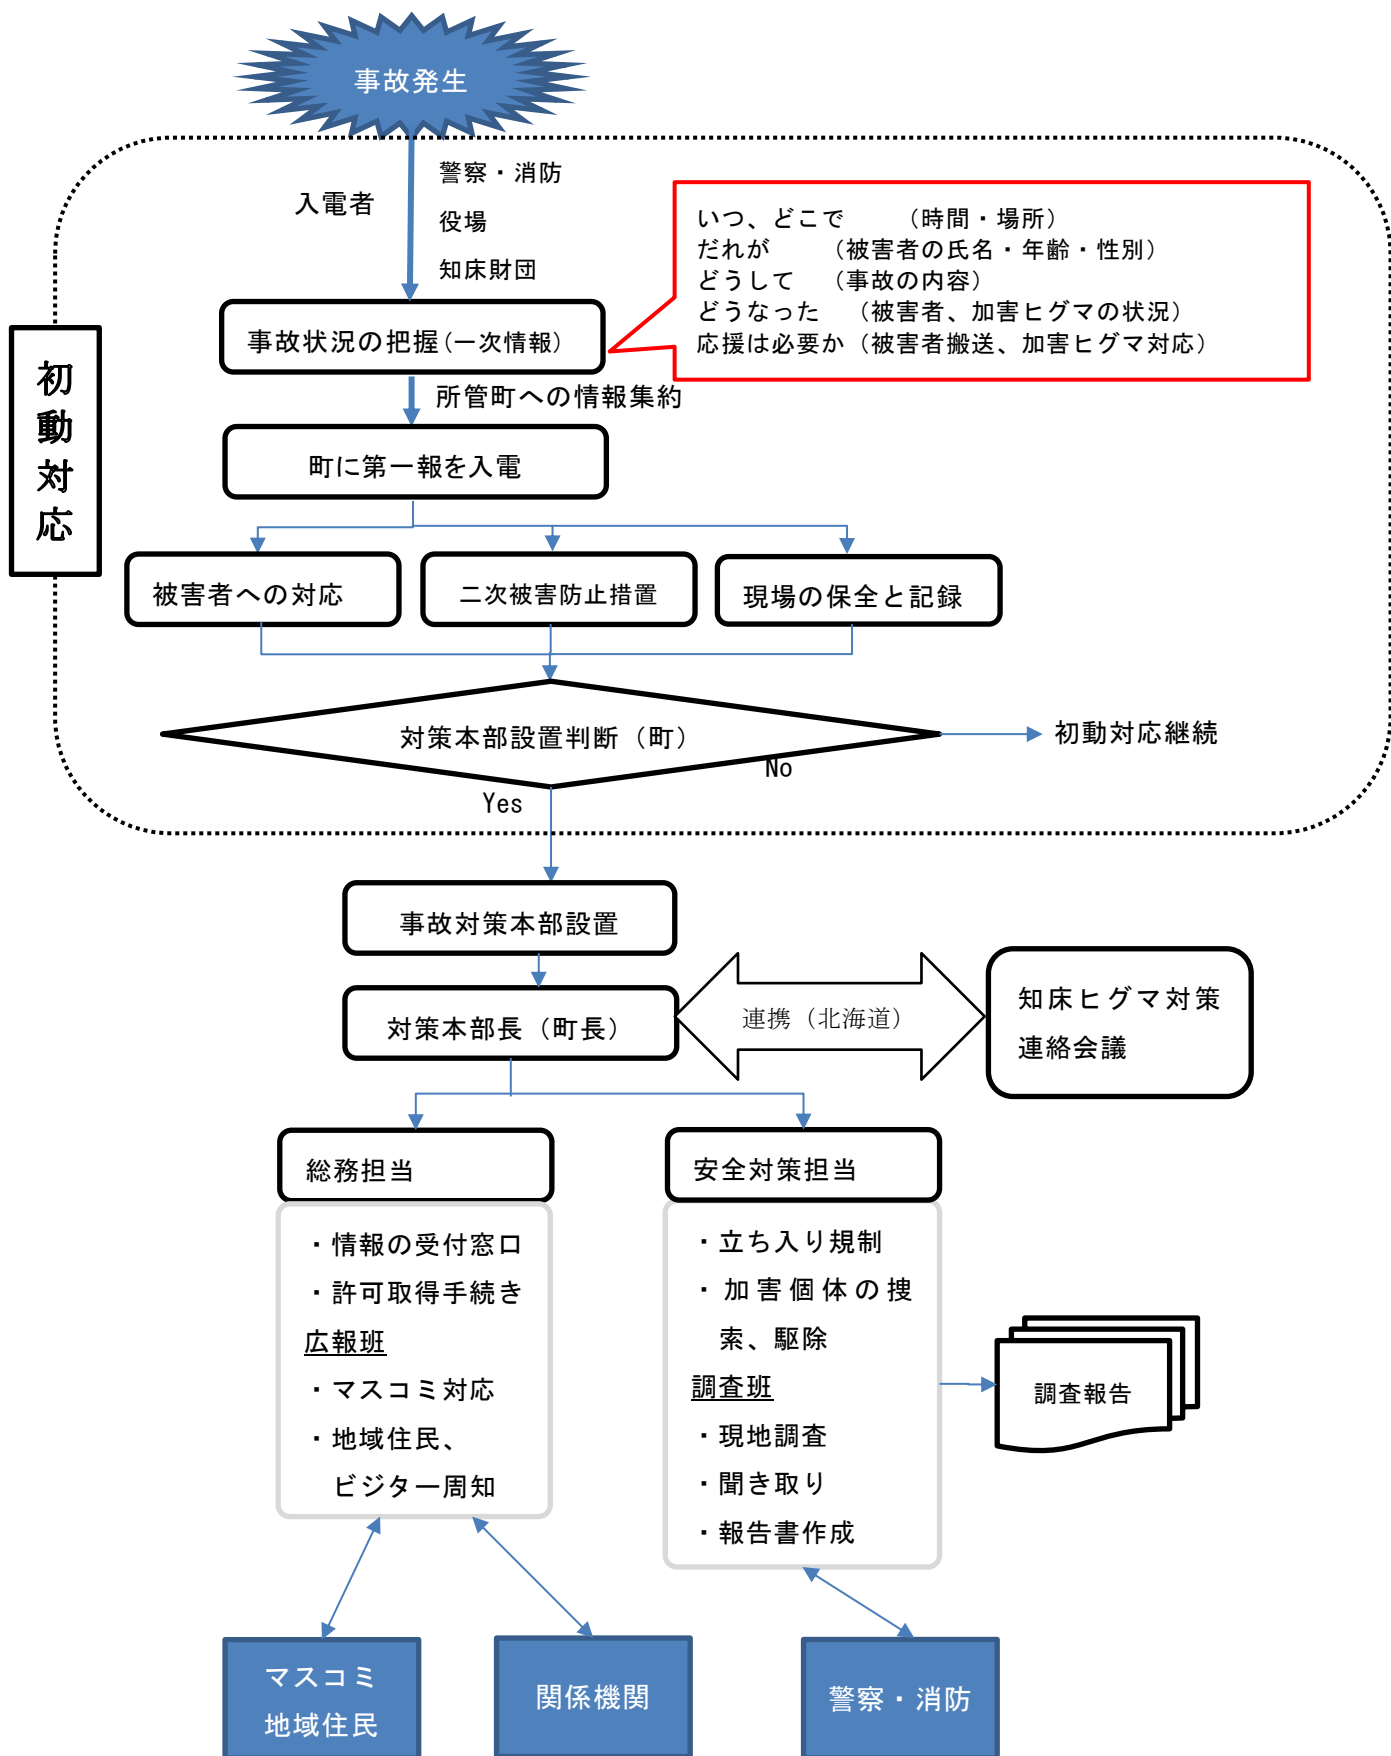 事故発生
入電者
警察・消防
役場
知床財団
いつ、どこで　　（時間・場所）
だれが　　（被害者の氏名・年齢・性別）
どうして　（事故の内容）
どうなった　（被害者、加害ヒグマの状況）
応援は必要か（被害者搬送、加害ヒグマ対応）
事故状況の把握（一次情報）
初動対応
所管町への情報集約
町に第一報を入電
被害者への対応
二次被害防止措置
現場の保全と記録
対策本部設置判断（町）
初動対応継続
No
Yes
事故対策本部設置
対策本部長（町長）
連携（北海道）
知床ヒグマ対策
連絡会議
総務担当
・情報の受付窓口
・許可取得手続き
広報班
・マスコミ対応
・地域住民、
ビジター周知
安全対策担当
・立ち入り規制
・加害個体の捜
索、駆除
調査班
・現地調査
・聞き取り
・報告書作成
調査報告
マスコミ
地域住民
関係機関
警察・消防